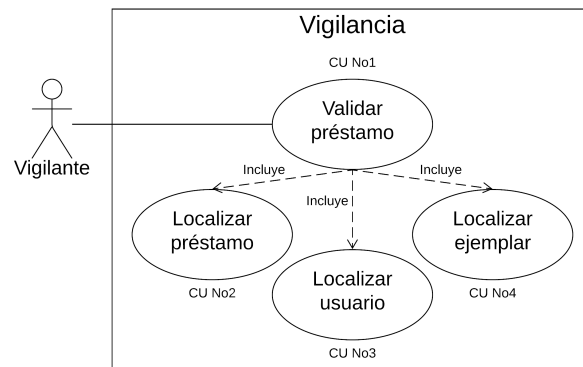 Vigilancia
CU No1
Validar
préstamo
Vigilante
Incluye
Incluye
Incluye
Localizar
préstamo
CU No2
Localizar
usuario
CU No3
Localizar
ejemplar
CU No4